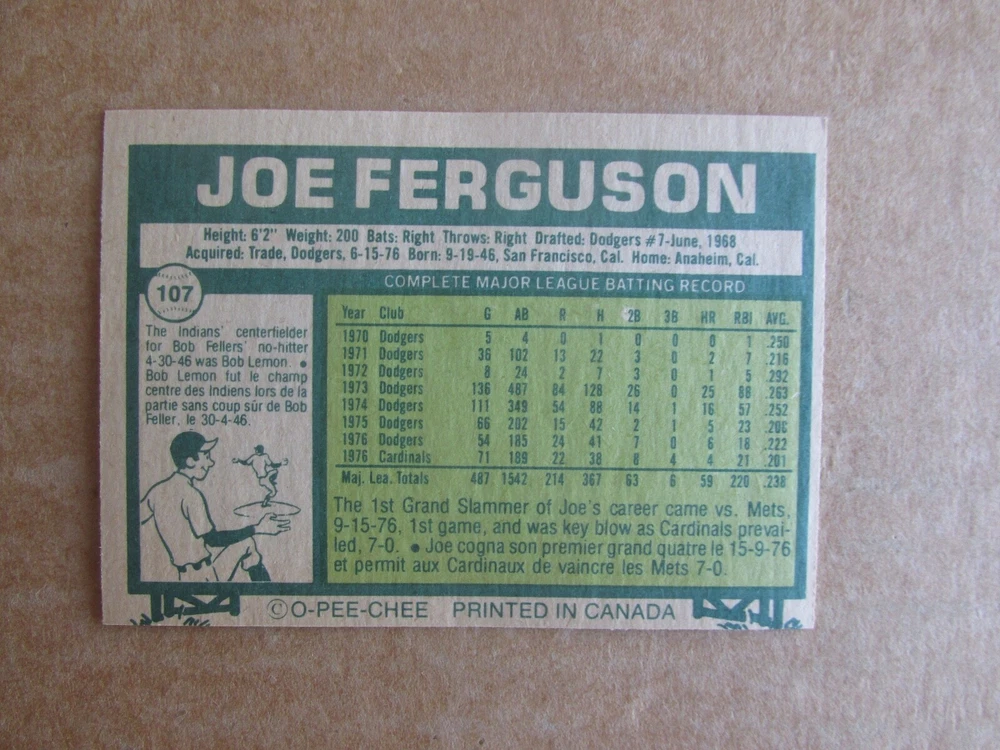 JOE FERGUSON
Height: 6'2" Weight: 200 Bats: Right Throws: Right Drafted: Dodgers #7-June, 1968
Acquired: Trade, Dodgers, 6-15-76 Born: 9-19-46, San Francisco, Cal. Home: Anaheim, Cal.
107
The Indians' centerfielder
for Bob Fellers' no-hitter
4-30-46 was Bob Lemon. •
Bob Lemon fut le champ
centre des Indiens lors de la
partie sans coup sûr de Bob
Feller, le 30-4-46.
COMPLETE MAJOR LEAGUE BATTING RECORD
Year Club G AB R H 2B 3B HR RBI AVG.
1970 Dodgers 5 4 0 1 0 0 0 1 .250
1971 Dodgers 36 102 13 22 3 0 2 7 .216
1972 Dodgers 8 24 2 7 3 0 1 5 .292
1973 Dodgers 136 487 84 128 26 0 25 88 .263
1974 Dodgers 111 349 54 88 14 1 16 57 .252
1975 Dodgers 66 202 15 42 2 1 5 23 .208
1976 Dodgers 54 185 24 41 7 0 6 18 .222
1976 Cardinals 71 189 22 38 8 4 4 21 .201
Maj. Lea. Totals 487 1542 214 367 63 6 59 220 .238
The 1st Grand Slammer of Joe's career came vs. Mets,
9-15-76, 1st game, and was key blow as Cardinals prevai-
led, 7-0. • Joe cogna son premier grand quatre le 15-9-76
et permit aux Cardinaux de vaincre les Mets 7-0.
© O-PEE-CHEE PRINTED IN CANADA